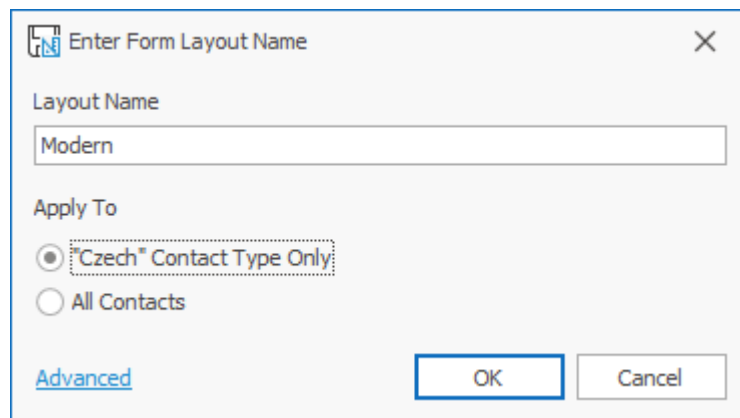 Enter Form Layout Name
Layout Name
Modern
Apply To
"Czech" Contact Type Only
All Contacts
Advanced OK Cancel